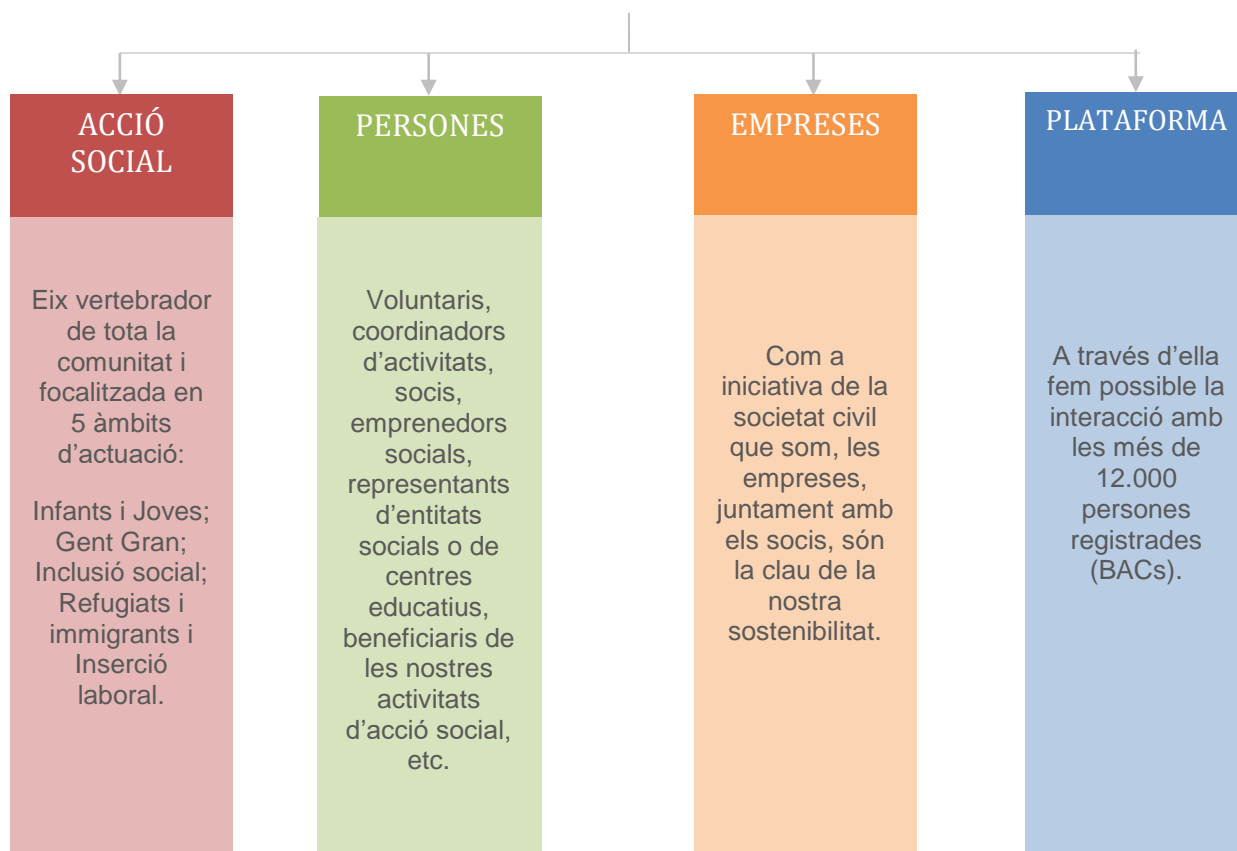 ACCIÓ
SOCIAL
Eix vertebrador
de tota la
comunitat i
focalitzada en
5 àmbits
d’actuació:
Infants i Joves;
Gent Gran;
Inclusió social;
Refugiats i
immigrants i
Inserció
laboral.
PERSONES
Voluntaris,
coordinadors
d’activitats,
socis,
emprenedors
socials,
representants
d’entitats
socials o de
centres
educatius,
beneficiaris de
les nostres
activitats
d’acció social,
etc.
EMPRESES
Com a
iniciativa de la
societat civil
que som, les
empreses,
juntament amb
els socis, són
la clau de la
nostra
sostenibilitat.
PLATAFORMA
A través d’ella
fem possible la
interacció amb
les més de
12.000
persones
registrades
(BACs).